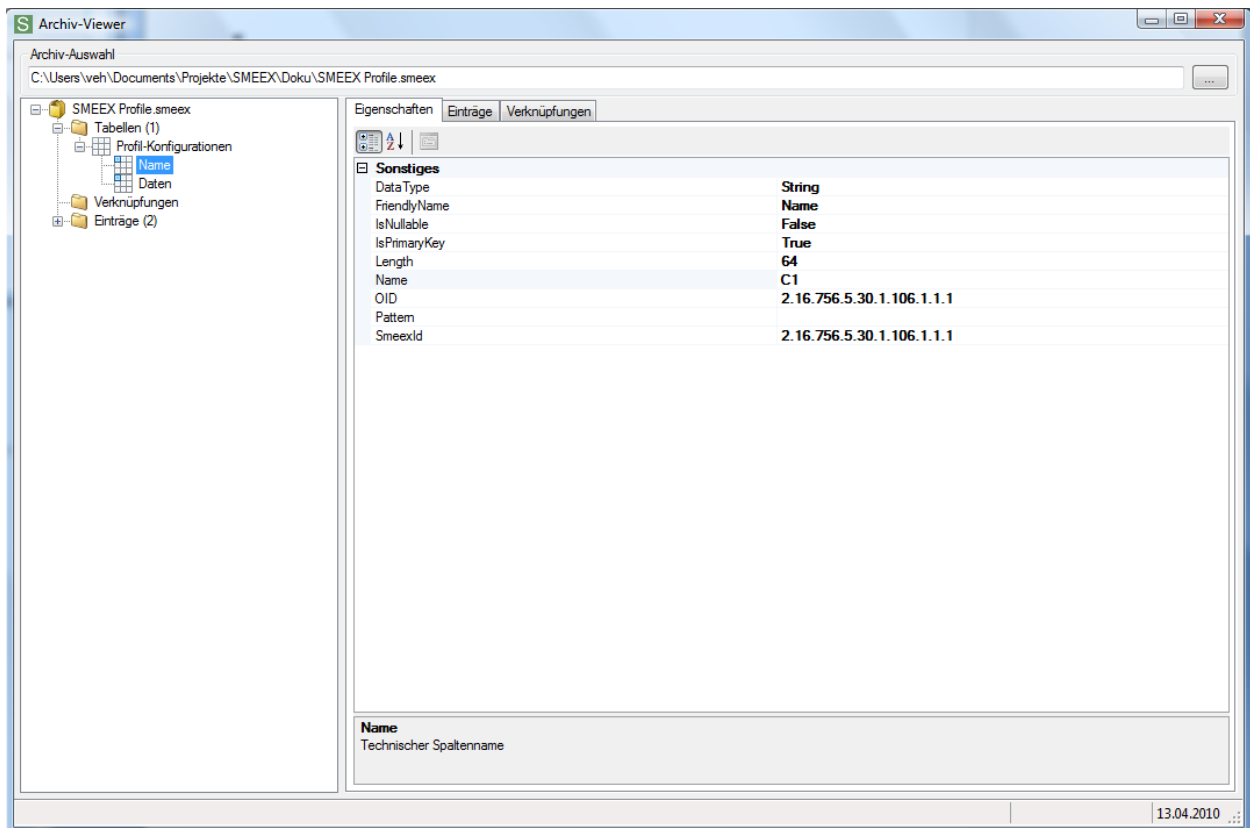 S Archiv-Viewer
Archiv-Auswahl
C:\Users\veh\Documents\Projekte\SMEEX\Doku\SMEEX Profile.smeex
...
SMEEX Profile.smeex
Tabellen (1)
Profil-Konfigurationen
Name
Daten
Verknüpfungen
Einträge (2)
Eigenschaften Einträge Verknüpfungen
Sonstiges
DataType String
FriendlyName Name
IsNullable False
IsPrimaryKey True
Length 64
Name C1
OID 2.16.756.5.30.1.106.1.1.1
Pattern
SmeexId 2.16.756.5.30.1.106.1.1.1
Name
Technischer Spaltenname
13.04.2010